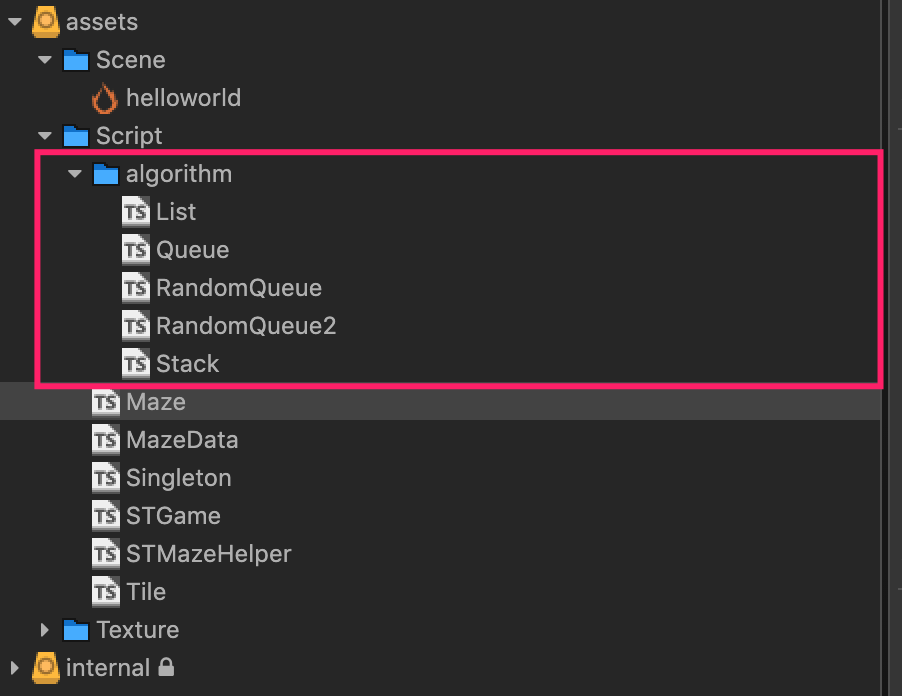 assets
Scene
helloworld
Script
algorithm
TS List
TS Queue
TS RandomQueue
TS RandomQueue2
TS Stack
TS Maze
TS MazeData
TS Singleton
TS STGame
TS STMazeHelper
TS Tile
Texture
internal